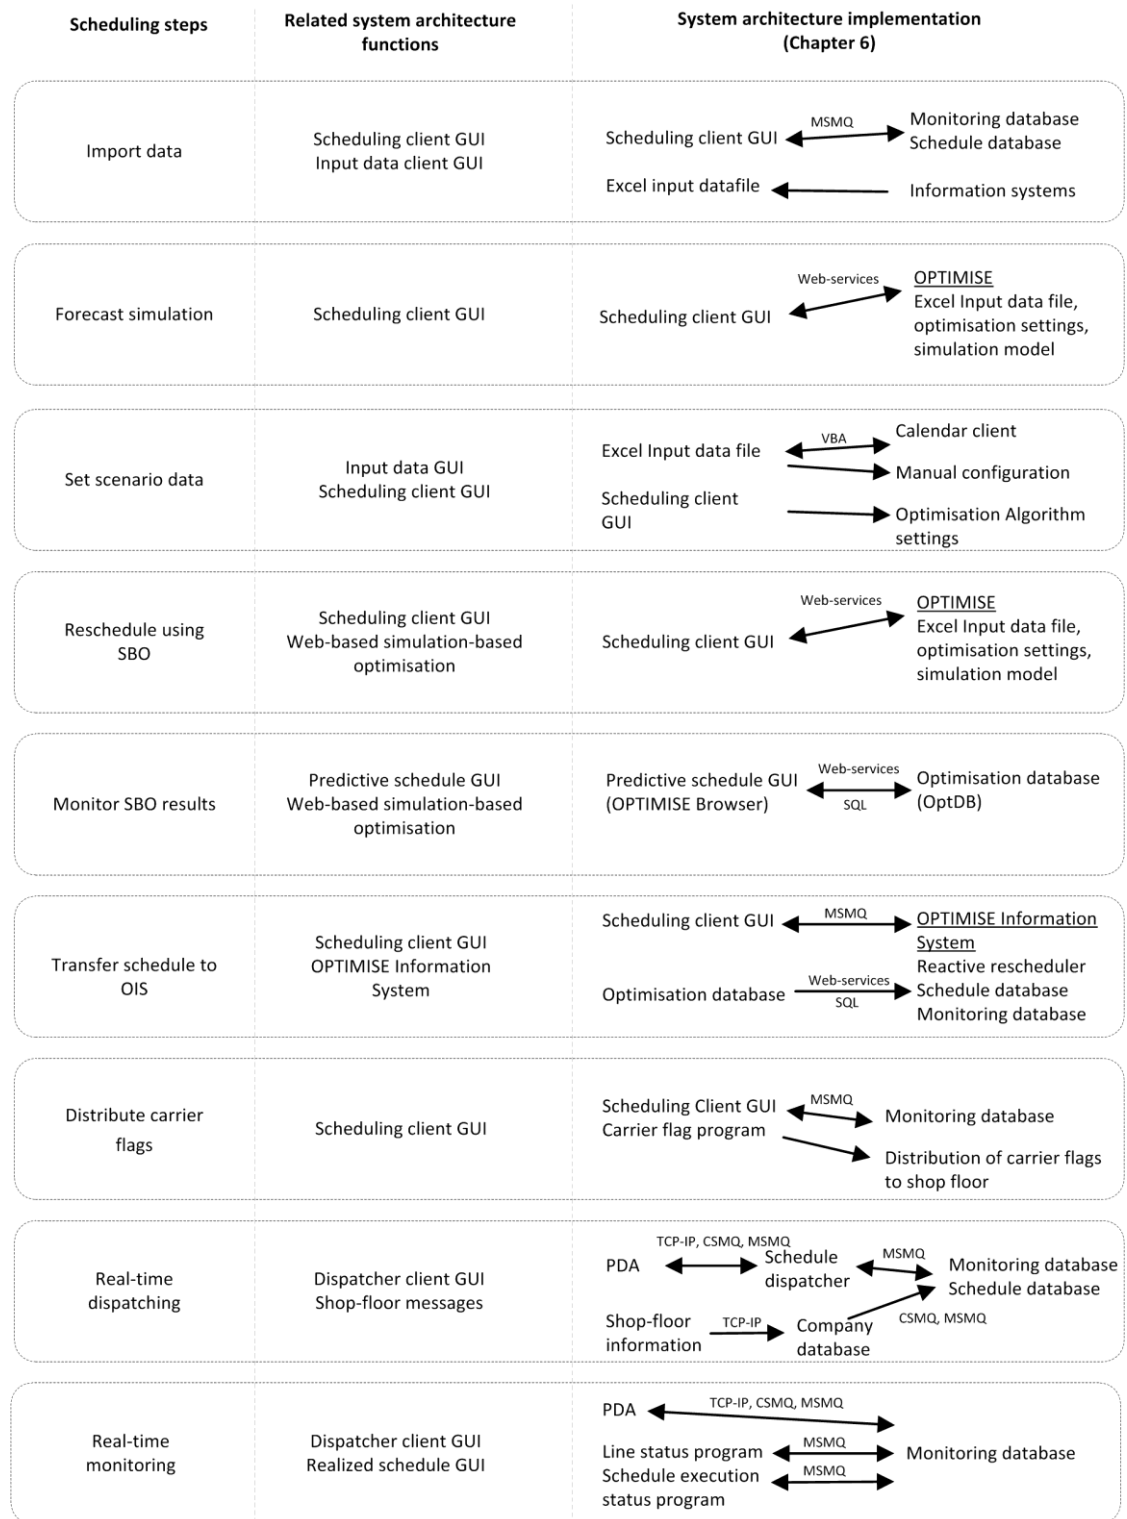 Scheduling steps
Related system architecture
functions
System architecture implementation
(Chapter 6)
Import data
Scheduling client GUI
Input data client GUI
Scheduling client GUI
MSMQ
Monitoring database
Schedule database
Excel input datafile
Information systems
Forecast simulation
Scheduling client GUI
Scheduling client GUI
Web-services
OPTIMISE
Excel Input data file,
optimisation settings,
simulation model
Set scenario data
Input data GUI
Scheduling client GUI
Excel Input data file
VBA
Calendar client
Manual configuration
Scheduling client
GUI
Optimisation Algorithm
settings
Reschedule using
SBO
Scheduling client GUI
Web-based simulation-based
optimisation
Scheduling client GUI
Web-services
OPTIMISE
Excel Input data file,
optimisation settings,
simulation model
Monitor SBO results
Predictive schedule GUI
Web-based simulation-based
optimisation
Predictive schedule GUI
(OPTIMISE Browser)
Web-services
SQL
Optimisation database
(OptDB)
Transfer schedule to
OIS
Scheduling client GUI
OPTIMISE Information
System
Scheduling client GUI
MSMQ
OPTIMISE Information
System
Reactive rescheduler
Schedule database
Monitoring database
Optimisation database
Web-services
SQL
Distribute carrier
flags
Scheduling client GUI
Scheduling Client GUI
Carrier flag program
MSMQ
Monitoring database
Distribution of carrier flags
to shop floor
Real-time
dispatching
Dispatcher client GUI
Shop-floor messages
PDA
TCP-IP, CSMQ, MSMQ
Schedule
dispatcher
MSMQ
Monitoring database
Schedule database
Shop-floor
information
TCP-IP
Company
database
CSMQ, MSMQ
Real-time
monitoring
Dispatcher client GUI
Realized schedule GUI
PDA
TCP-IP, CSMQ, MSMQ
Line status program
MSMQ
Monitoring database
Schedule execution
status program
MSMQ